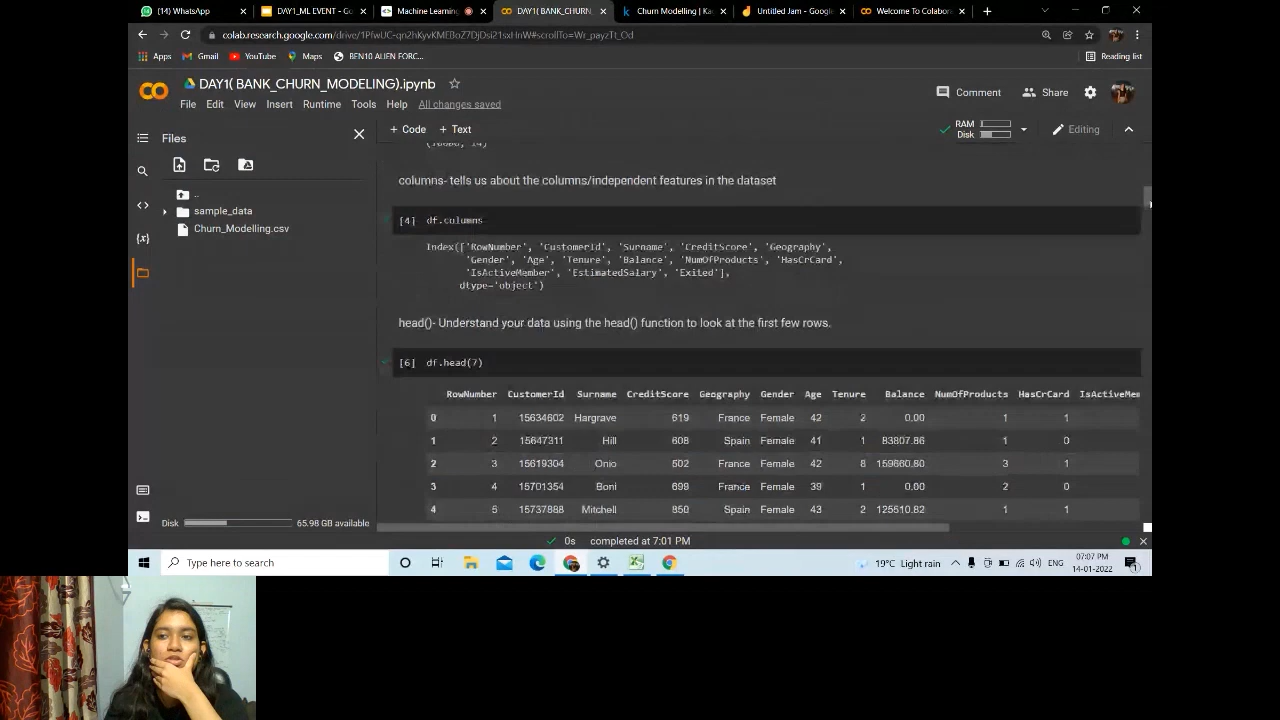 (14) WhatsApp
DAY1_ML EVENT - Go
Machine Learning
DAY1( BANK_CHURN_
Churn Modelling | Ka
Untitled Jam - Google
Welcome To Colabora
colab.research.google.com/drive/
Apps
Gmail
YouTube
Maps
BEN10 ALIEN FORC...
Reading list
DAY1( BANK_CHURN_MODELING).ipynb
File Edit View Insert Runtime Tools Help All changes saved
Comment
Share
Files
+ Code + Text
RAM
Disk
Editing
..
sample_data
Churn_Modelling.csv
columns- tells us about the columns/independent features in the dataset
[4] df.columns
Index(['RowNumber', 'CustomerId', 'Surname', 'CreditScore', 'Geography',
'Gender', 'Age', 'Tenure', 'Balance', 'NumOfProducts', 'HasCrCard',
'IsActiveMember', 'EstimatedSalary', 'Exited'],
dtype='object')
head()- Understand your data using the head() function to look at the first few rows.
[6] df.head(7)
RowNumber CustomerId Surname CreditScore Geography Gender Age Tenure Balance NumOfProducts HasCrCard IsActiveMem
0 1 15634602 Hargrave 619 France Female 42 2 0.00 1 1
1 2 15647311 Hill 608 Spain Female 41 1 83807.86 1 0
2 3 15619304 Onio 502 France Female 42 8 159660.80 3 1
3 4 15701354 Boni 699 France Female 39 1 0.00 2 0
4 5 15737888 Mitchell 850 Spain Female 43 2 125510.82 1 1
Disk
65.98 GB available
0s completed at 7:01 PM
Type here to search
19°C Light rain
ENG
07:07 PM
14-01-2022